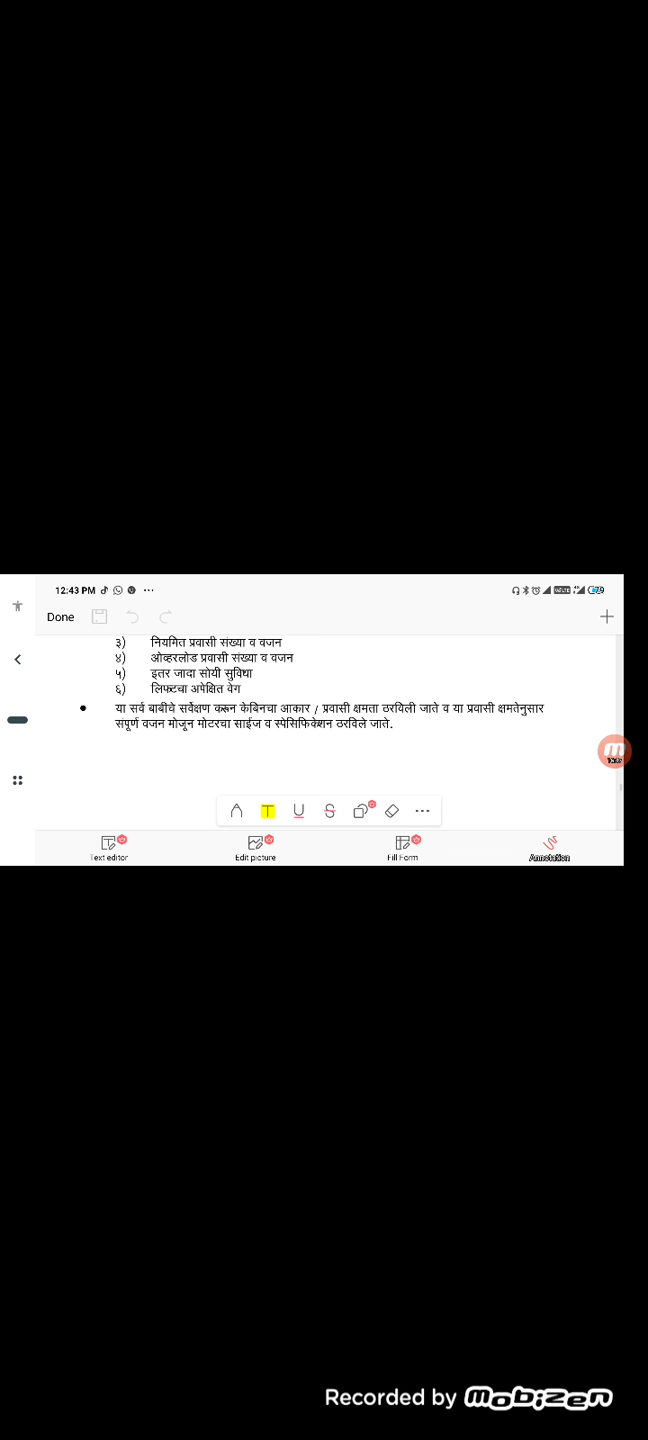 12:43 PM
79
Done
३) नियमित प्रवासी संख्या व वजन
४) ओव्हरलोड प्रवासी संख्या व वजन
५) इतर जादा सोयी सुविधा
६) लिफ्टचा अपेक्षित वेग
● या सर्व बाबींचे सर्वेक्षण करून केबिनचा आकार / प्रवासी क्षमता ठरविली जाते व या प्रवासी क्षमतेनुसार
संपूर्ण वजन मोजून मोटरचा साईज व स्पेसिफिकेशन ठरविले जाते.
T U S
Text editor Edit picture Fill Form Annotation
Recorded by Mobizen